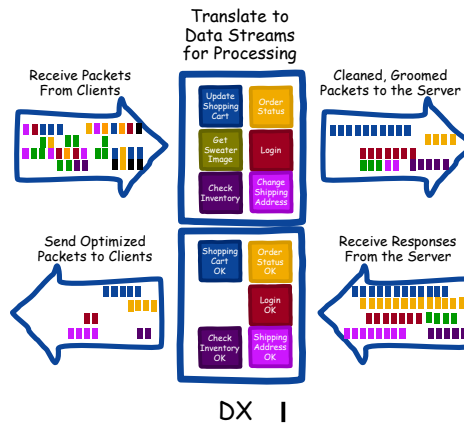 Translate to
Data Streams
for Processing
Receive Packets
From Clients
Cleaned, Groomed
Packets to the Server
Update
Shopping
Cart
Order
Status
Get
Sweater
Image
Login
Check
Inventory
Change
Shipping
Address
Send Optimized
Packets to Clients
Receive Responses
From the Server
Shopping
Cart
OK
Order
Status
OK
Login
OK
Check
Inventory
OK
Shipping
Address
OK
DX